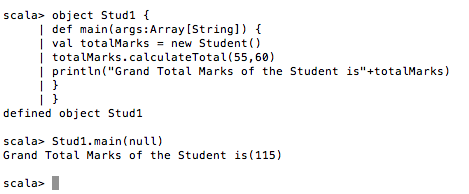 scala> object Stud1 {
     | def main(args:Array[String]) {
     | val totalMarks = new Student()
     | totalMarks.calculateTotal(55,60)
     | println("Grand Total Marks of the Student is"+totalMarks)
     | }
     | }
defined object Stud1
scala> Stud1.main(null)
Grand Total Marks of the Student is(115)
scala>